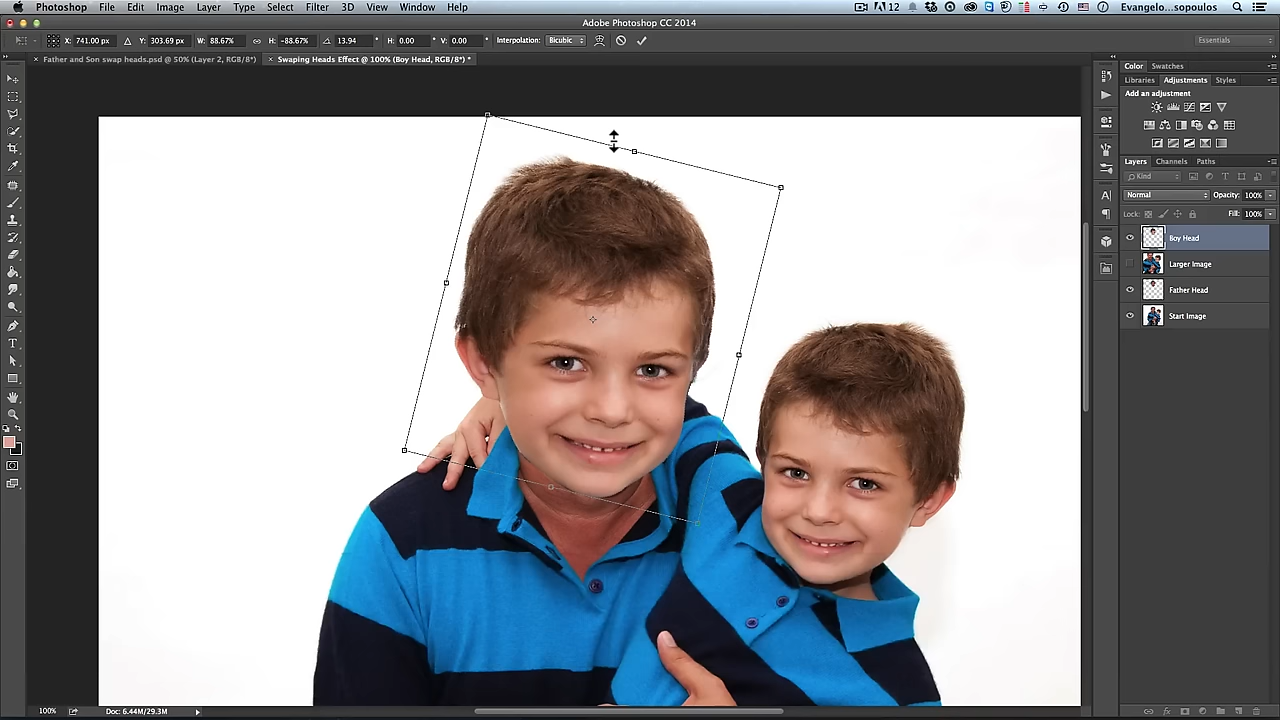 Photoshop File Edit Image Layer Type Select Filter 3D View Window Help 12 Evangelo...sopoulos
Adobe Photoshop CC 2014
X: 741.00 px Y: 303.69 px W: 88.67% H: -88.67% 13.94 ° H: 0.00 ° V: 0.00 ° Interpolation: Bicubic Essentials
× Father and Son swap heads.psd @ 50% (Layer 2, RGB/8*) × Swaping Heads Effect @ 100% (Boy Head, RGB/8*) *
Color Swatches
Libraries Adjustments Styles
Add an adjustment
Layers Channels Paths
Kind
Normal Opacity: 100%
Lock: Fill: 100%
Boy Head
Larger Image
Father Head
Start Image
100% Doc: 6.44M/29.3M